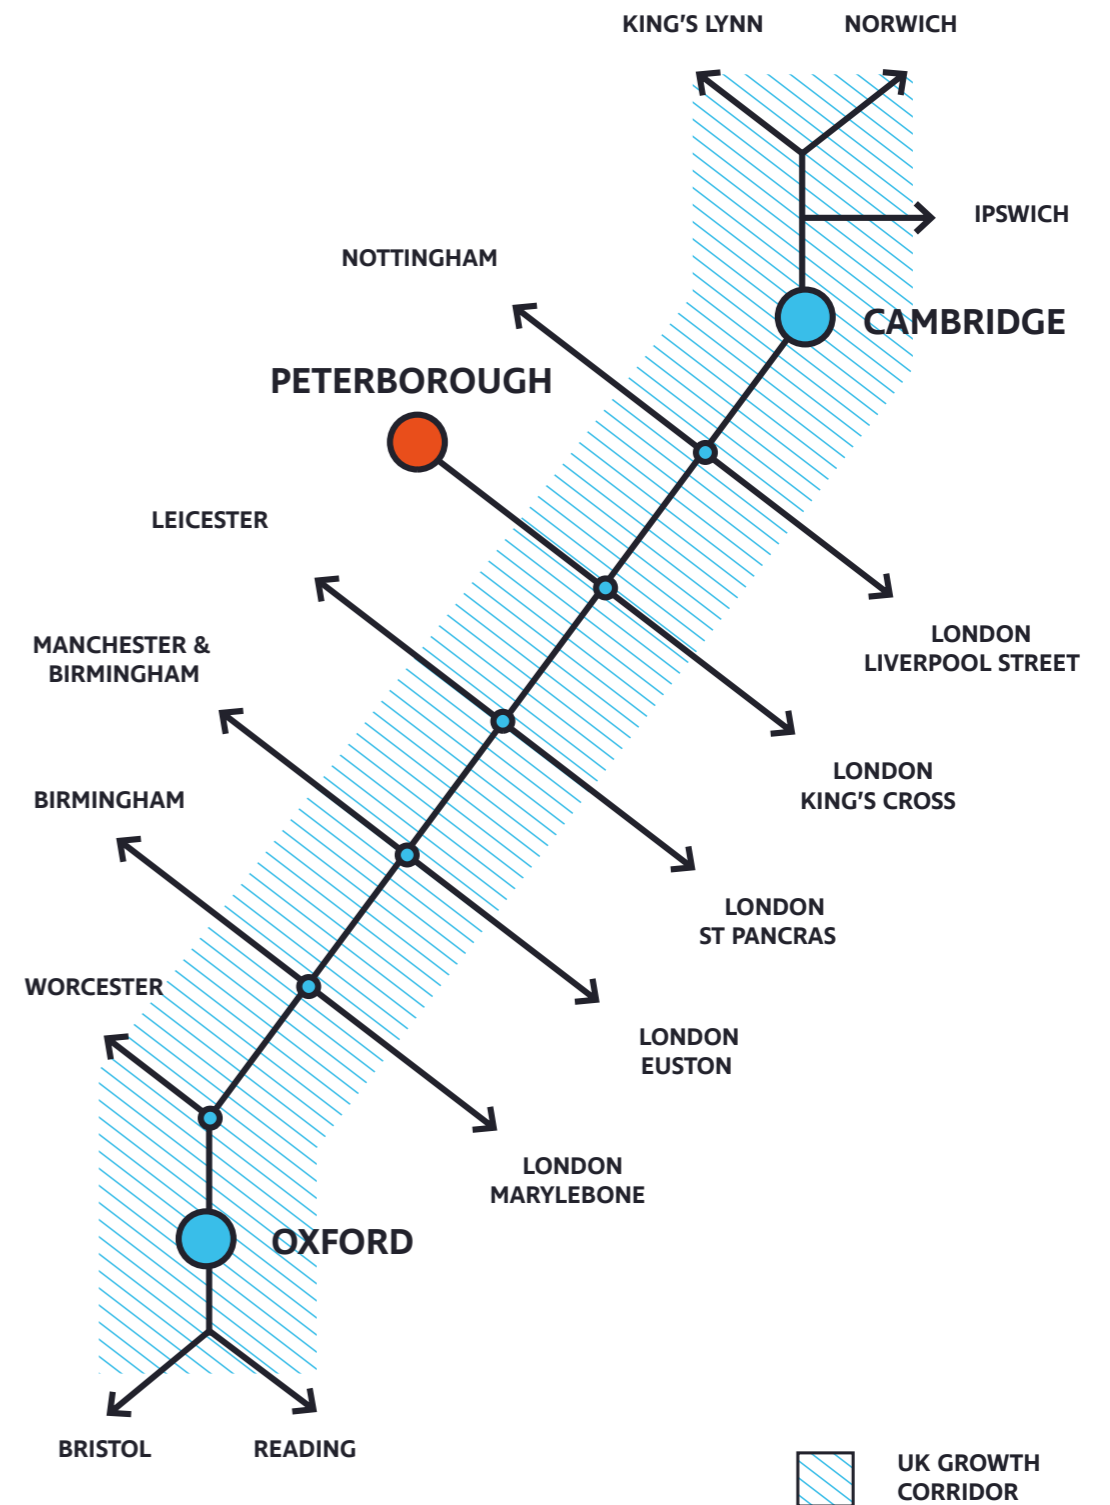 KING'S LYNN
NORWICH
IPSWICH
NOTTINGHAM
CAMBRIDGE
PETERBOROUGH
LEICESTER
LONDON
LIVERPOOL STREET
MANCHESTER &
BIRMINGHAM
LONDON
KING'S CROSS
BIRMINGHAM
LONDON
ST PANCRAS
WORCESTER
LONDON
EUSTON
LONDON
MARYLEBONE
OXFORD
BRISTOL
READING
UK GROWTH
CORRIDOR